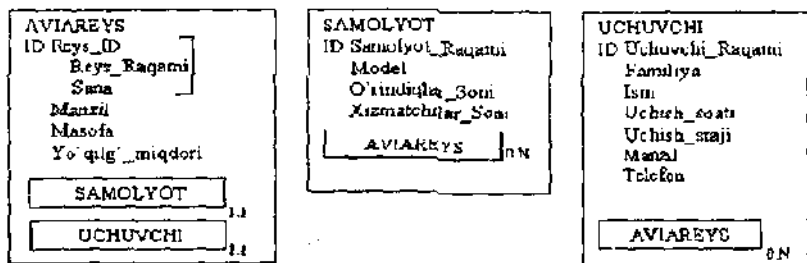 AVIAREYS
ID Reys_ID
Reys_Raqami
Sana
Manzil
Masofa
Yo`qilg`_miqdori
SAMOLYOT
1.1
UCHUVCHI
1.1
SAMOLYOT
ID Samolyot_Raqami
Model
O'rindiqlar_Soni
Xizmatchilar_Soni
AVIAREYS
0.N
UCHUVCHI
ID Uchuvchi_Raqami
Familiya
Ism
Uchish_soati
Uchish_staji
Manzil
Telefon
AVIAREYS
0.N